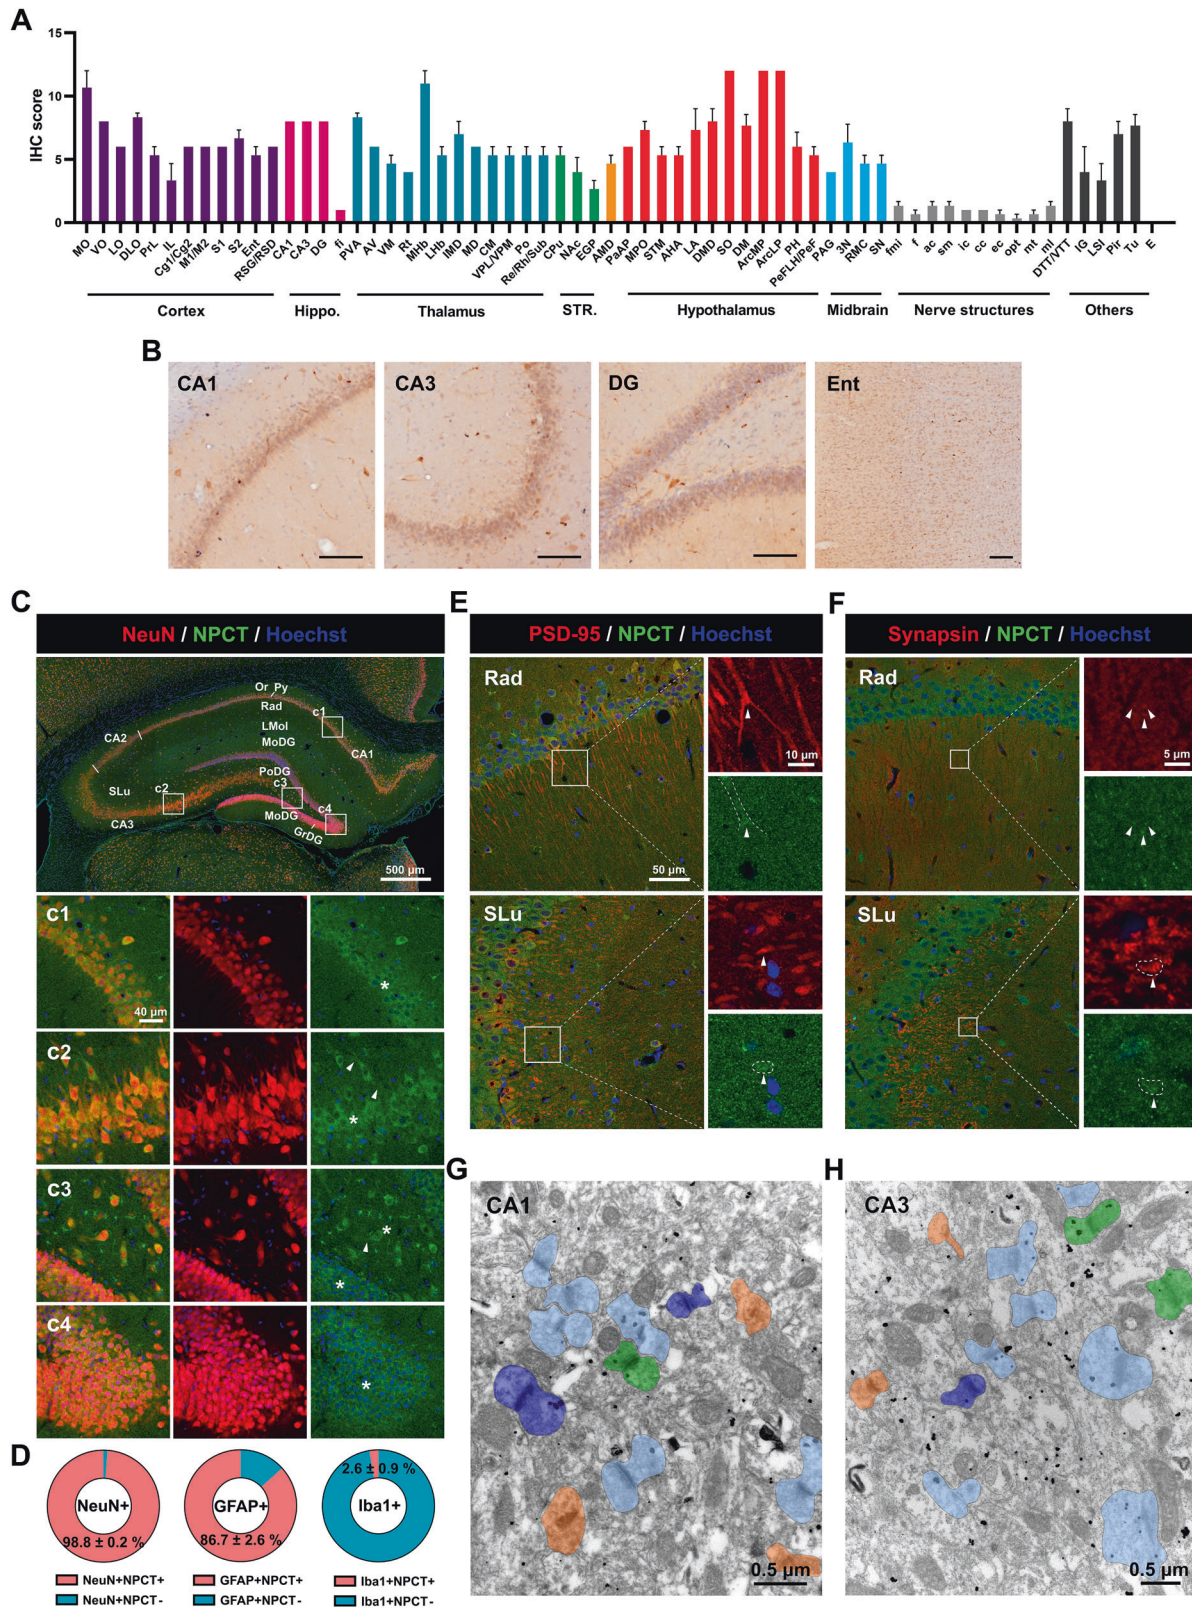 A
IHC score
15
10
5
0
MO VO LO DLO PrL IL Cg1/Cg2 M1/M2 S1 S2 Ent RSG/RSD CA1 CA3 DG fi PVA AV VM Rt MHb LHb IMD MD CM VPL/VPM Po Re/Rh/Sub CPu NAc EGP AMD PaAP MPO STM AHA LA DMD SO DM ArcMP ArcLP PH PeFLH/PeF PAG 3N RMC SN fmi f ac sm ic cc ec opt mt ml DTT/VTT IG LSI Pir Tu E
Cortex Hippo. Thalamus STR. Hypothalamus Midbrain Nerve structures Others
B
CA1 CA3 DG Ent
C
NeuN / NPCT / Hoechst
Or Py
Rad
c1
LMol
CA2
MoDG
CA1
PoDG
SLu
c2
c3
c4
MoDG
CA3
GrDG
500 µm
c1
40 µm
c2
c3
c4
D
NeuN+
98.8 ± 0.2 %
GFAP+
86.7 ± 2.6 %
2.6 ± 0.9 %
Iba1+
NeuN+NPCT+ GFAP+NPCT+ Iba1+NPCT+
NeuN+NPCT- GFAP+NPCT- Iba1+NPCT-
E
PSD-95 / NPCT / Hoechst
Rad
10 µm
50 µm
SLu
F
Synapsin / NPCT / Hoechst
Rad
5 µm
SLu
G
CA1
0.5 µm
H
CA3
0.5 µm